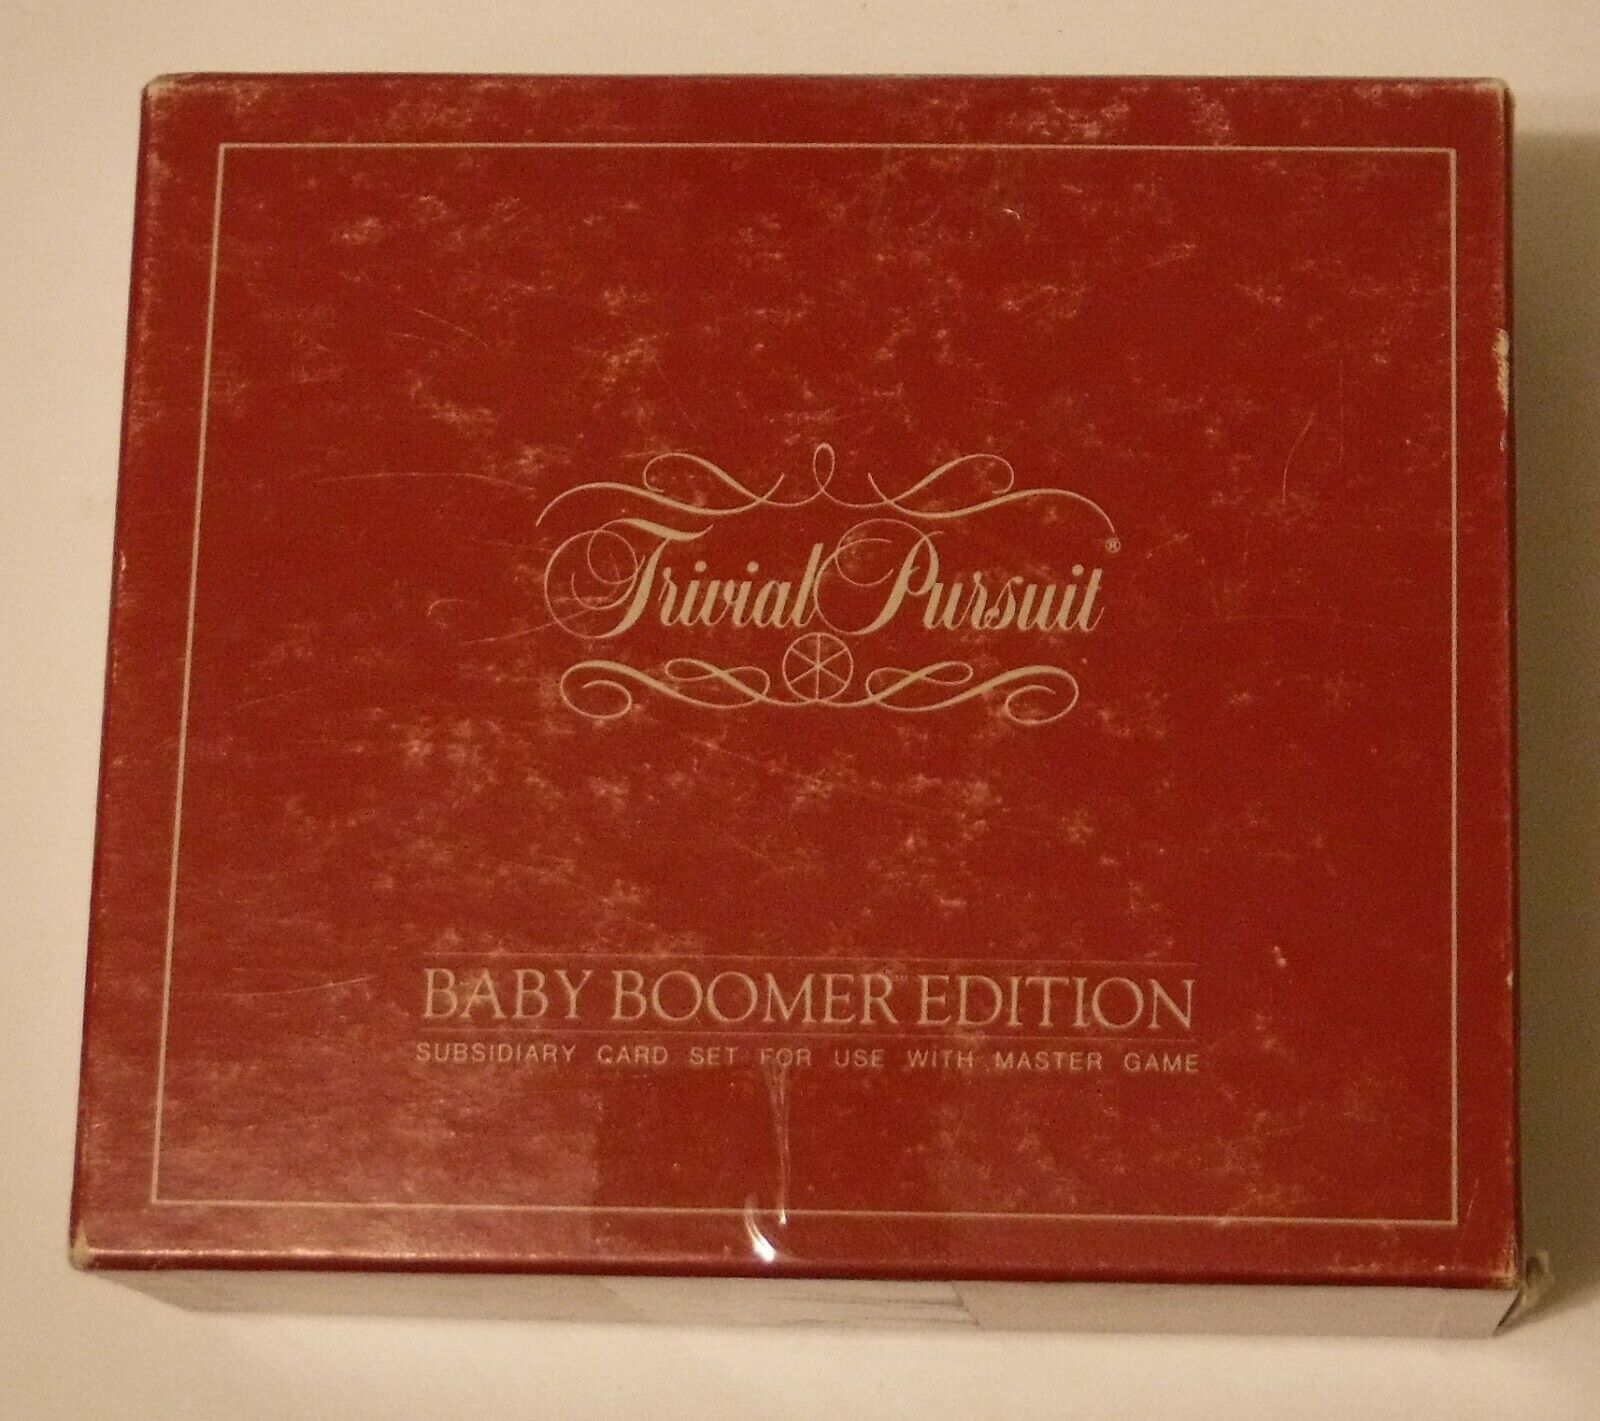 Trivial Pursuit®
BABY BOOMER™ EDITION
SUBSIDIARY CARD SET FOR USE WITH MASTER GAME